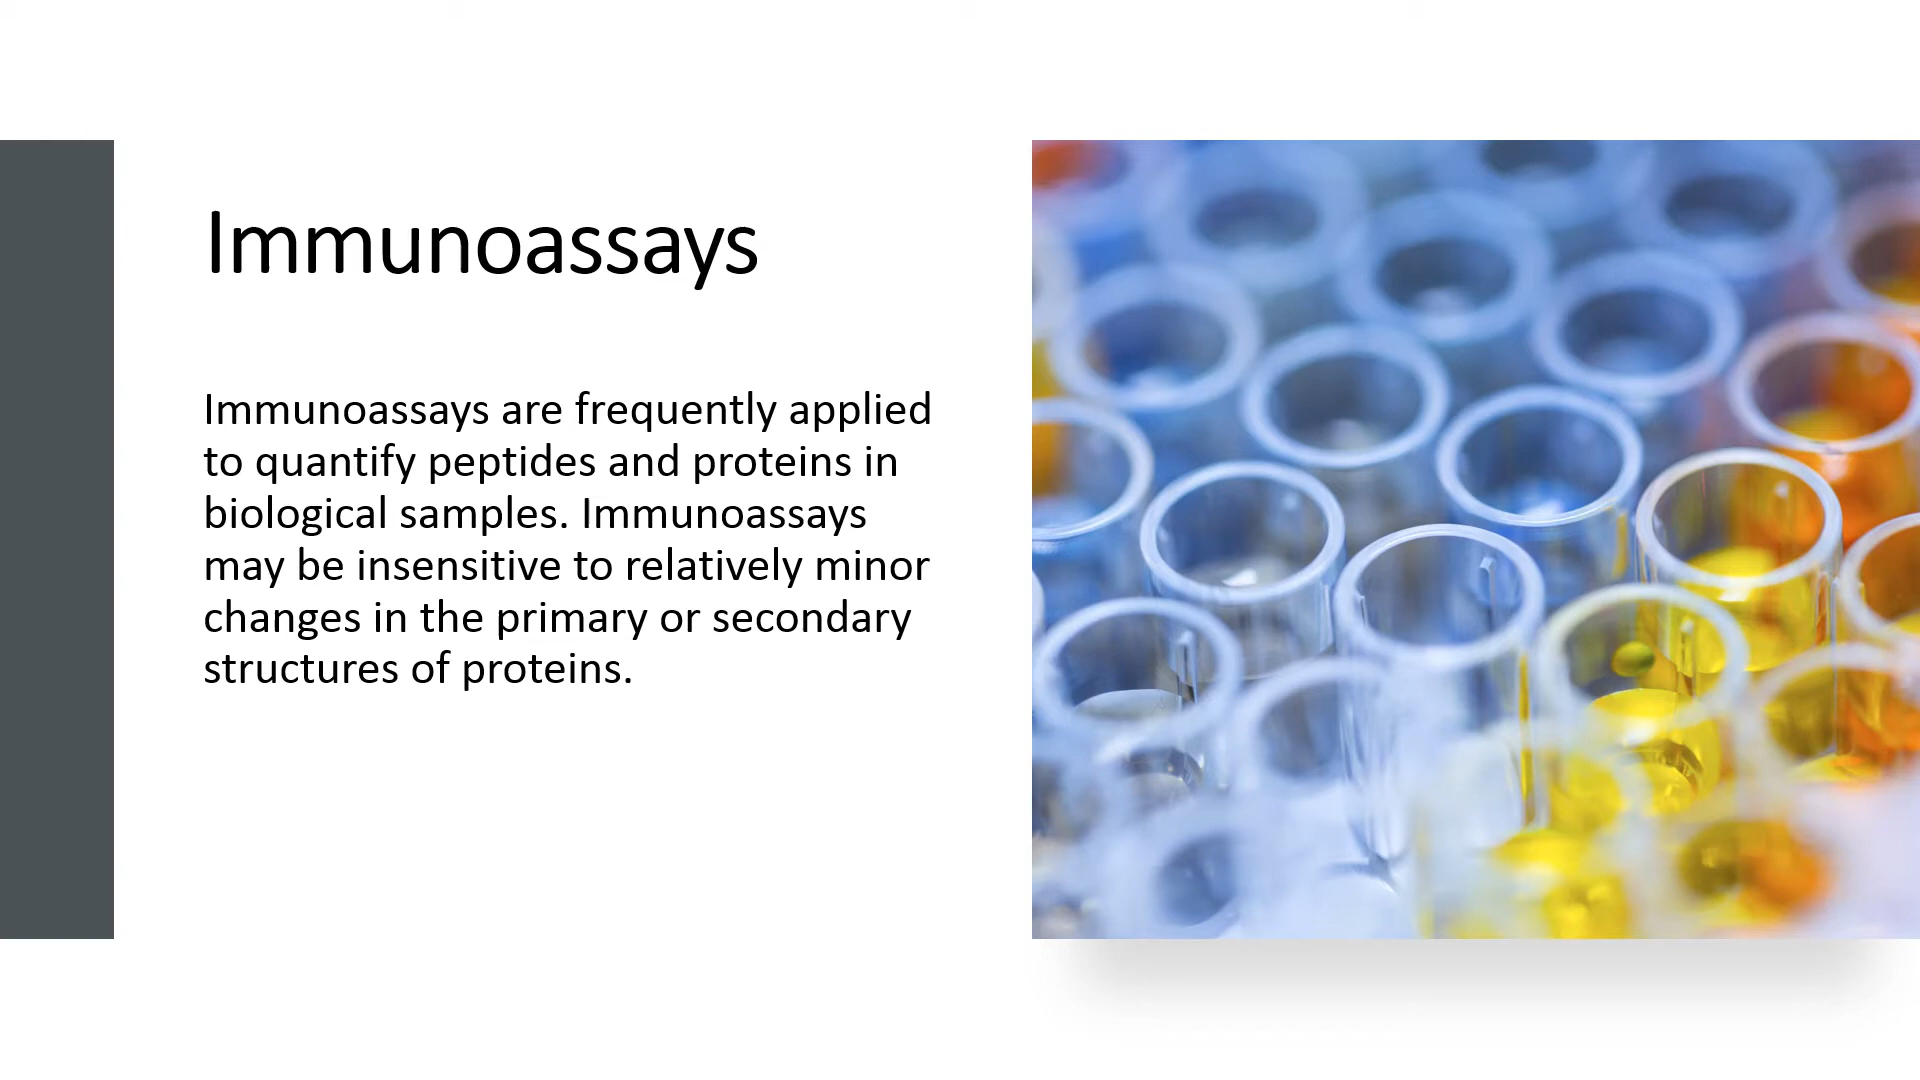 Immunoassays
Immunoassays are frequently applied
to quantify peptides and proteins in
biological samples. Immunoassays
may be insensitive to relatively minor
changes in the primary or secondary
structures of proteins.